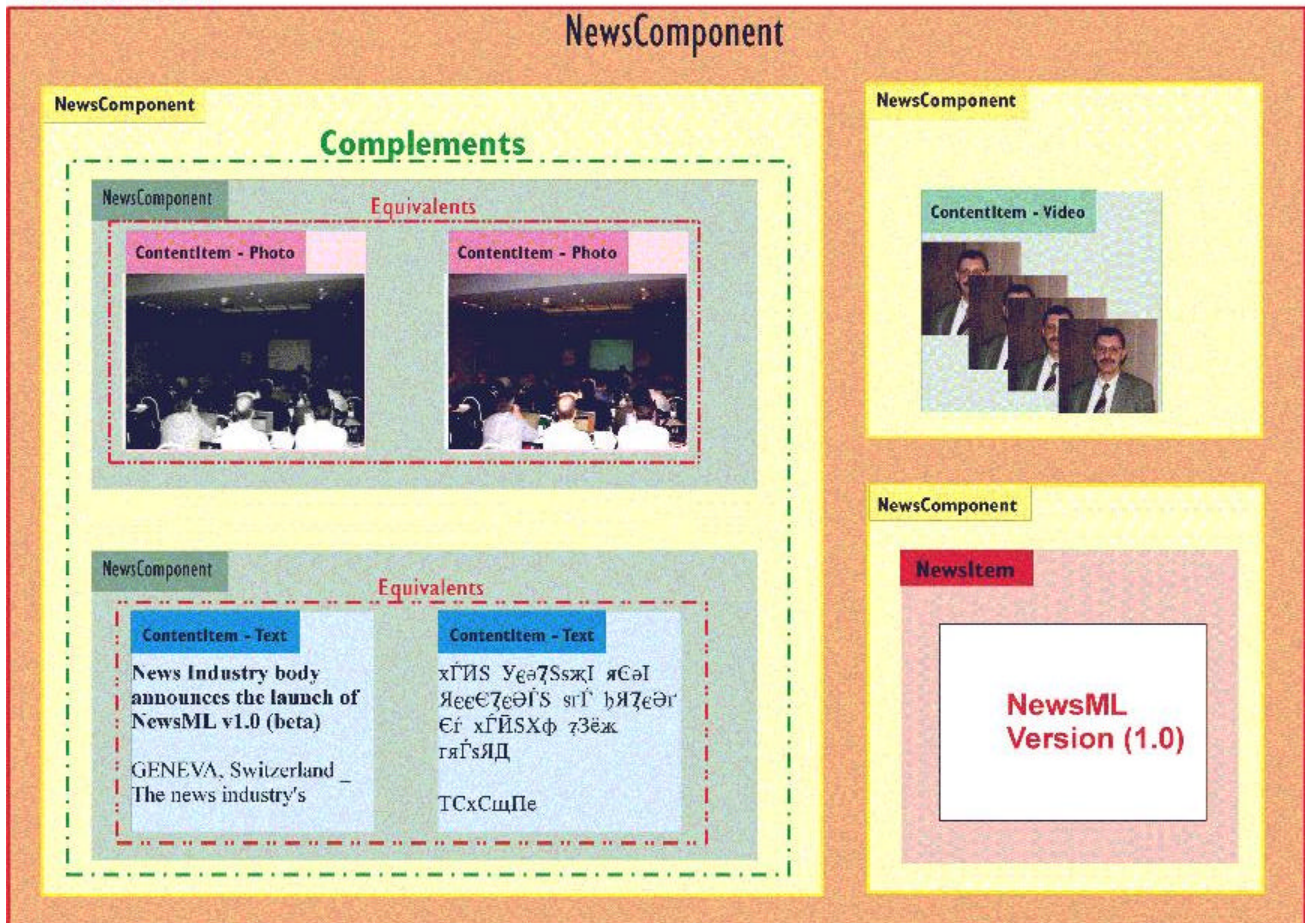 NewsComponent
NewsComponent
Complements
NewsComponent
Equivalents
ContentItem - Photo
ContentItem - Photo
NewsComponent
Equivalents
ContentItem - Text
News Industry body
announces the launch of
NewsML v1.0 (beta)
GENEVA, Switzerland _
The news industry's
ContentItem - Text
NewsComponent
ContentItem - Video
NewsComponent
NewsItem
NewsML
Version (1.0)